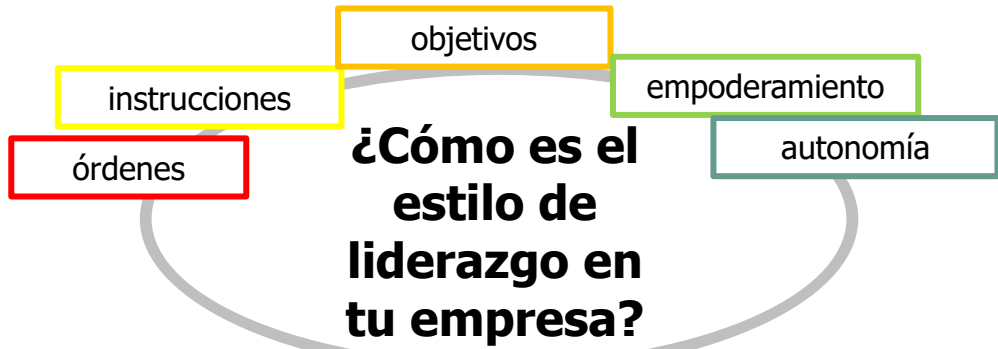 objetivos
instrucciones
empoderamiento
órdenes
autonomía
¿Cómo es el
estilo de
liderazgo en
tu empresa?